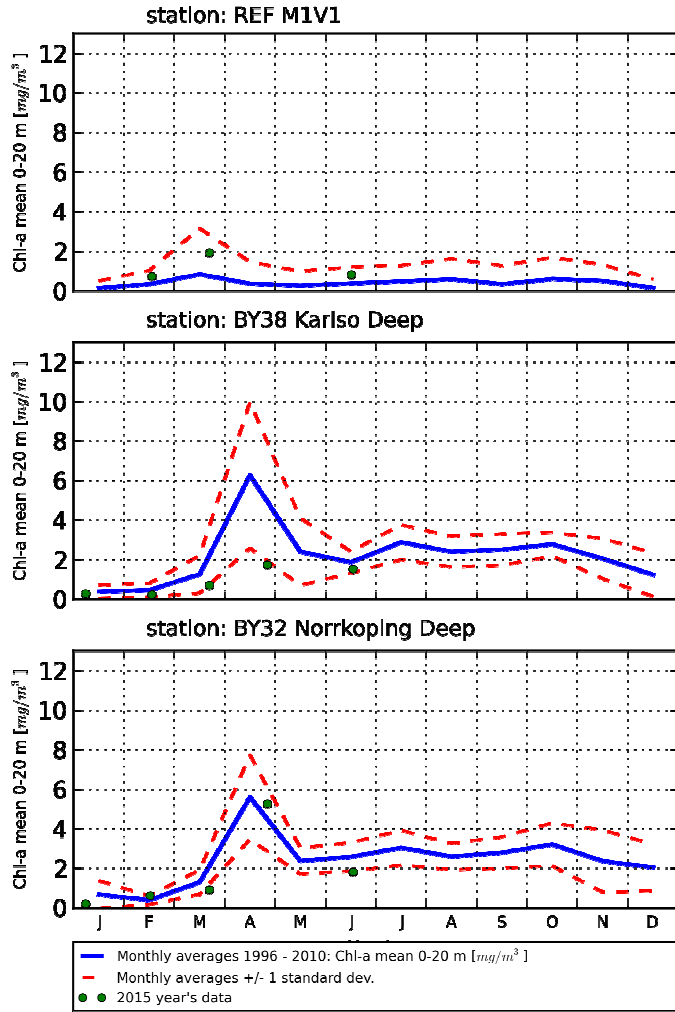 station: REF M1V1
Chl-a mean 0-20 m [mg/m³ ]
12
10
8
6
4
2
0
station: BY38 Karlso Deep
Chl-a mean 0-20 m [mg/m³ ]
12
10
8
6
4
2
0
station: BY32 Norrkoping Deep
Chl-a mean 0-20 m [mg/m³ ]
12
10
8
6
4
2
0
J F M A M J J A S O N D
Monthly averages 1996 - 2010: Chl-a mean 0-20 m [mg/m³ ]
Monthly averages +/- 1 standard dev.
2015 year's data